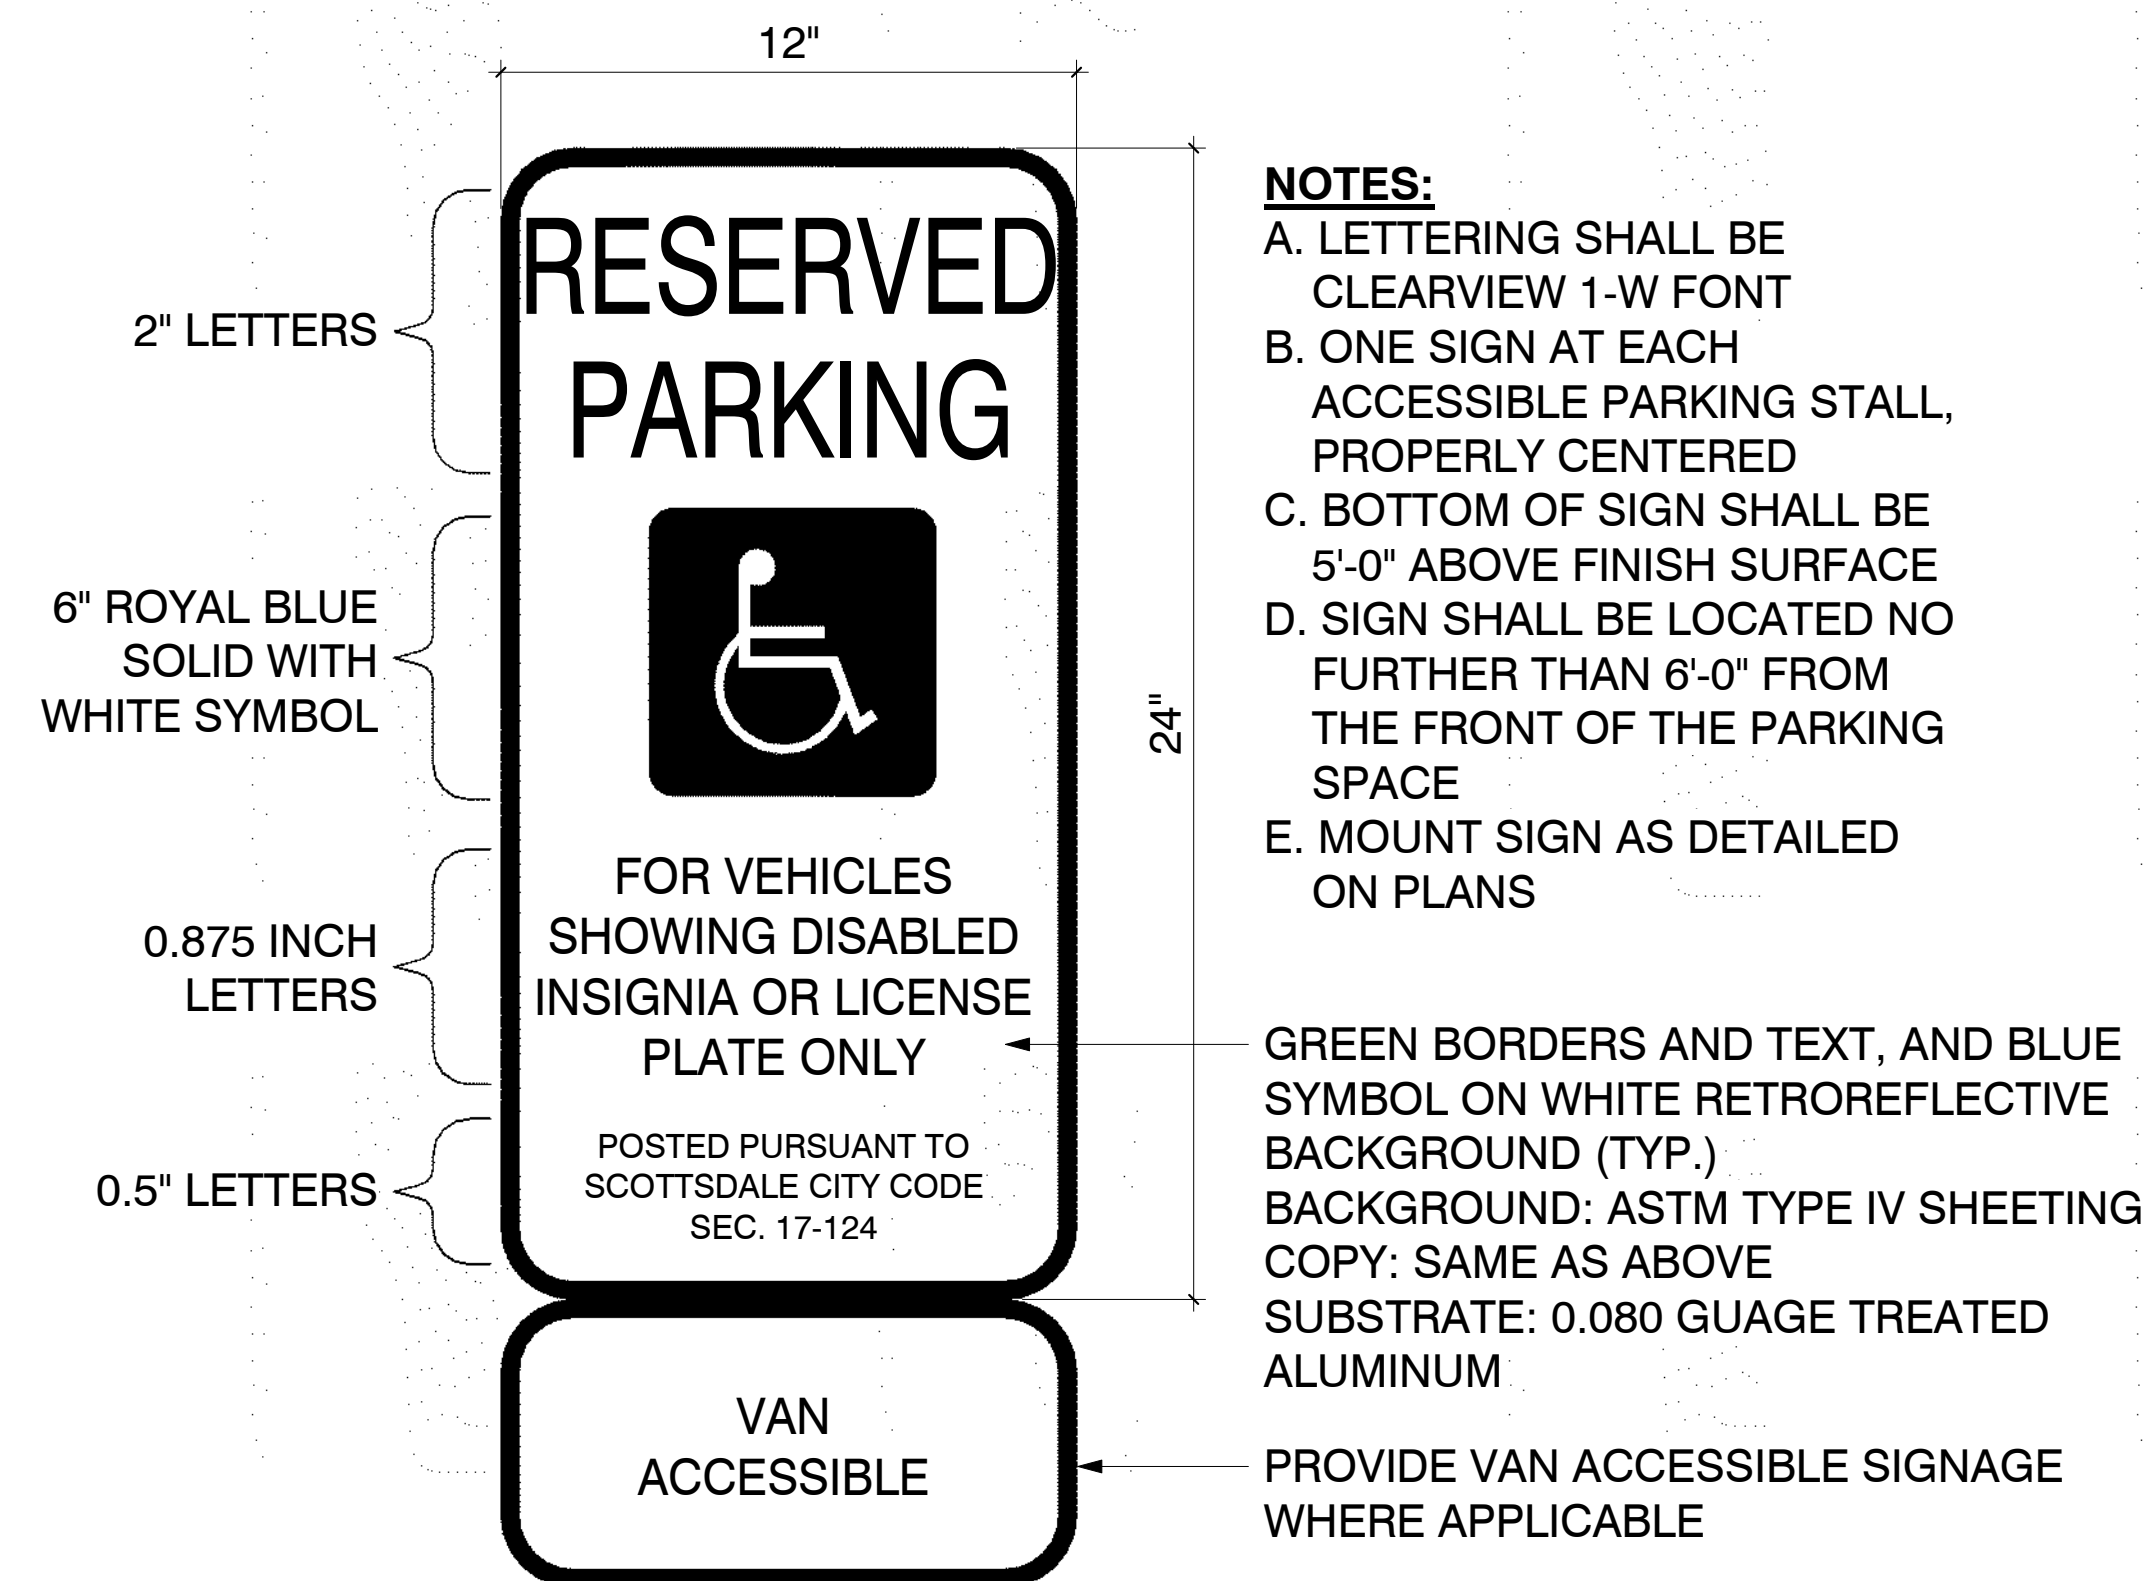 12"
RESERVED
PARKING
2" LETTERS
6" ROYAL BLUE
SOLID WITH
WHITE SYMBOL
FOR VEHICLES
SHOWING DISABLED
INSIGNIA OR LICENSE
PLATE ONLY
0.875 INCH
LETTERS
POSTED PURSUANT TO
SCOTTSDALE CITY CODE
SEC. 17-124
0.5" LETTERS
VAN
ACCESSIBLE
24"
NOTES:
A. LETTERING SHALL BE
CLEARVIEW 1-W FONT
B. ONE SIGN AT EACH
ACCESSIBLE PARKING STALL,
PROPERLY CENTERED
C. BOTTOM OF SIGN SHALL BE
5'-0" ABOVE FINISH SURFACE
D. SIGN SHALL BE LOCATED NO
FURTHER THAN 6'-0" FROM
THE FRONT OF THE PARKING
SPACE
E. MOUNT SIGN AS DETAILED
ON PLANS
GREEN BORDERS AND TEXT, AND BLUE
SYMBOL ON WHITE RETROREFLECTIVE
BACKGROUND (TYP.)
BACKGROUND: ASTM TYPE IV SHEETING
COPY: SAME AS ABOVE
SUBSTRATE: 0.080 GUAGE TREATED
ALUMINUM
PROVIDE VAN ACCESSIBLE SIGNAGE
WHERE APPLICABLE